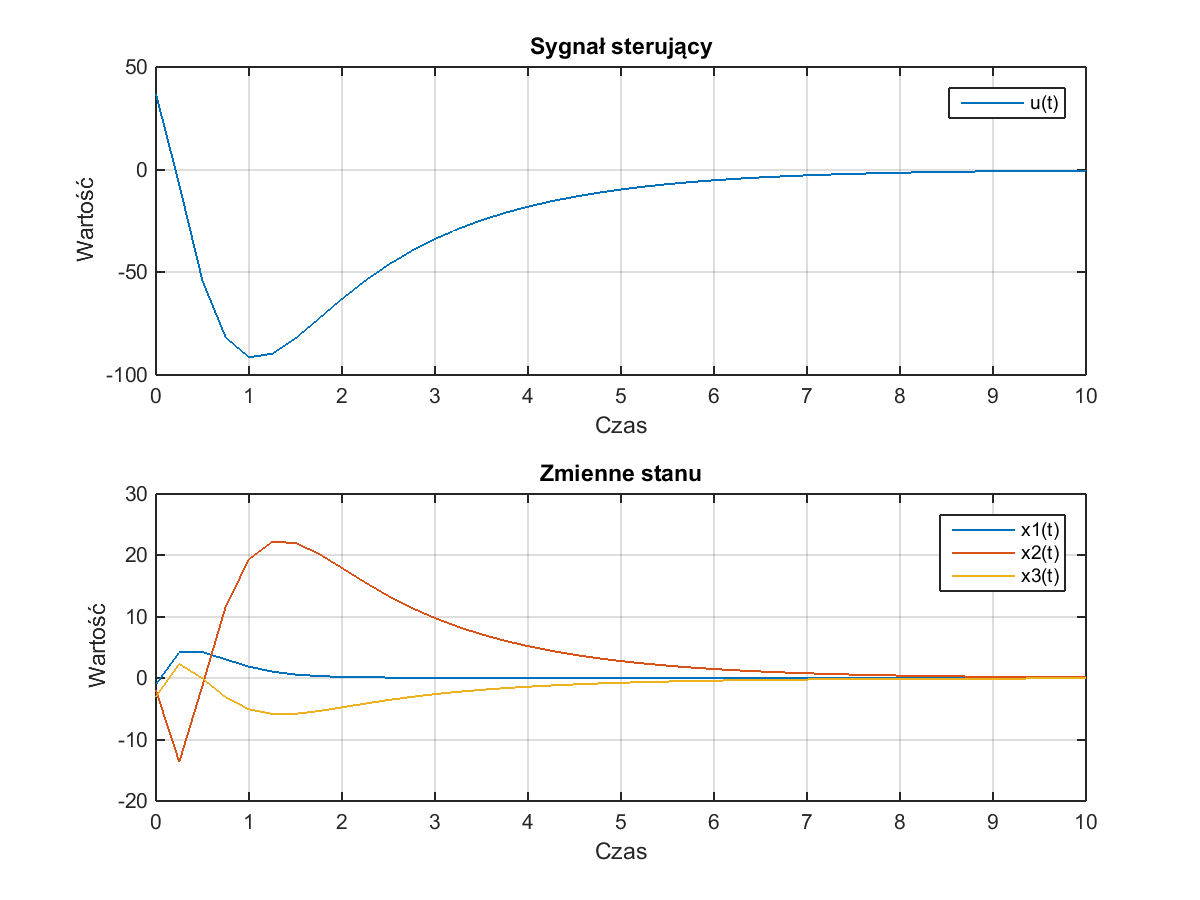 Sygnał sterujący
u(t)
Wartość
50
0
-50
-100
0 1 2 3 4 5 6 7 8 9 10
Czas
Zmienne stanu
x1(t)
x2(t)
x3(t)
Wartość
30
20
10
0
-10
-20
0 1 2 3 4 5 6 7 8 9 10
Czas